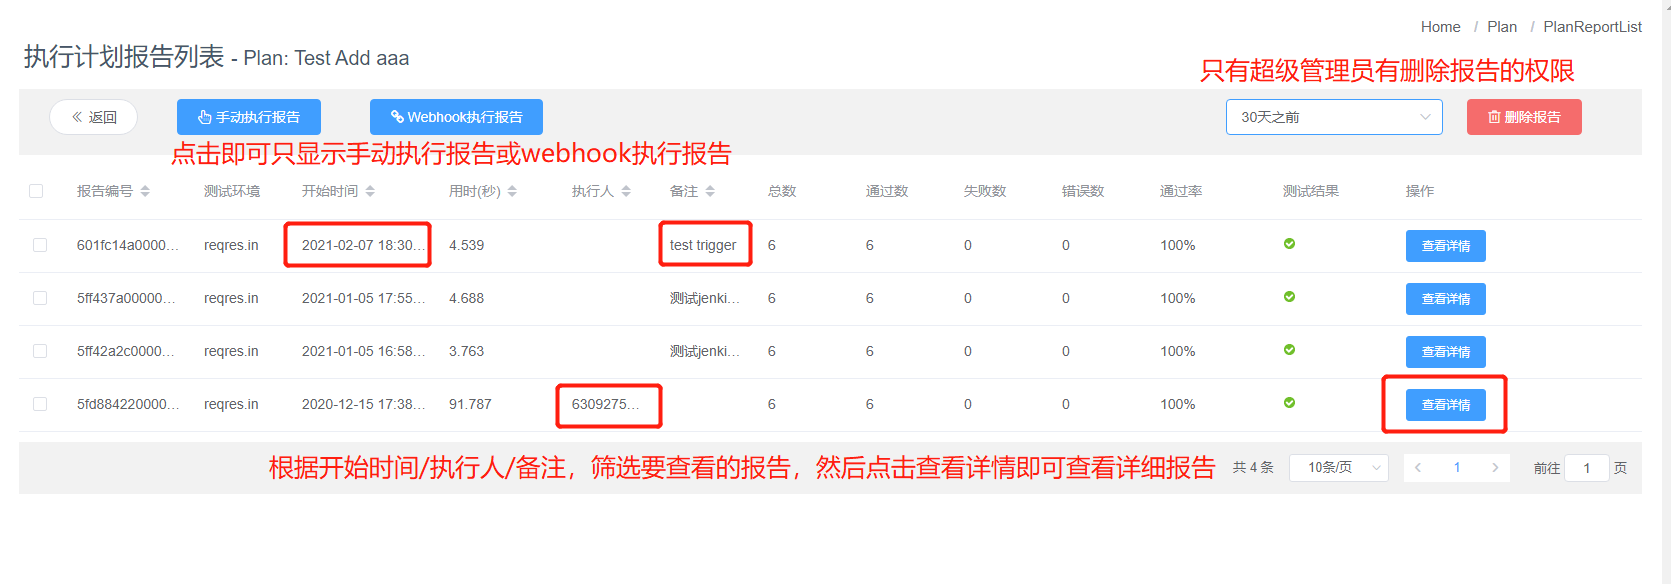 Home / Plan / PlanReportList
执行计划报告列表 - Plan: Test Add aaa
只有超级管理员有删除报告的权限
返回 手动执行报告 Webhook执行报告 30天之前 删除报告
点击即可只显示手动执行报告或webhook执行报告
报告编号 测试环境 开始时间 用时(秒) 执行人 备注 总数 通过数 失败数 错误数 通过率 测试结果 操作
601fc14a0000... reqres.in 2021-02-07 18:30... 4.539 test trigger 6 6 0 0 100% 查看详情
5ff437a00000... reqres.in 2021-01-05 17:55... 4.688 测试jenki... 6 6 0 0 100% 查看详情
5ff42a2c0000... reqres.in 2021-01-05 16:58... 3.763 测试jenki... 6 6 0 0 100% 查看详情
5fd884220000... reqres.in 2020-12-15 17:38... 91.787 6309275... 6 6 0 0 100% 查看详情
根据开始时间/执行人/备注，筛选要查看的报告，然后点击查看详情即可查看详细报告 共 4 条 10条/页 1 前往 1 页